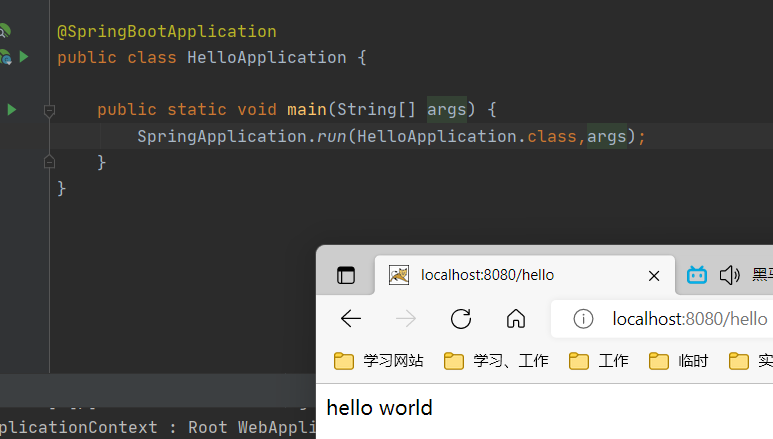 @SpringBootApplication
public class HelloApplication {
public static void main(String[] args) {
SpringApplication.run(HelloApplication.class,args);
}
}
localhost:8080/hello
localhost:8080/hello
学习网站 学习、工作 工作 临时
hello world
plicationContext : Root WebAppli